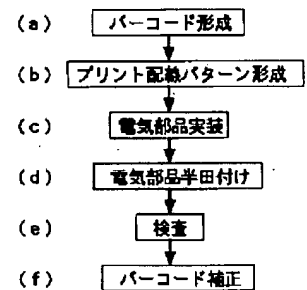 (a) バーコード形成
(b) プリント配線パターン形成
(c) 電気部品実装
(d) 電気部品半田付け
(e) 検査
(f) バーコード補正